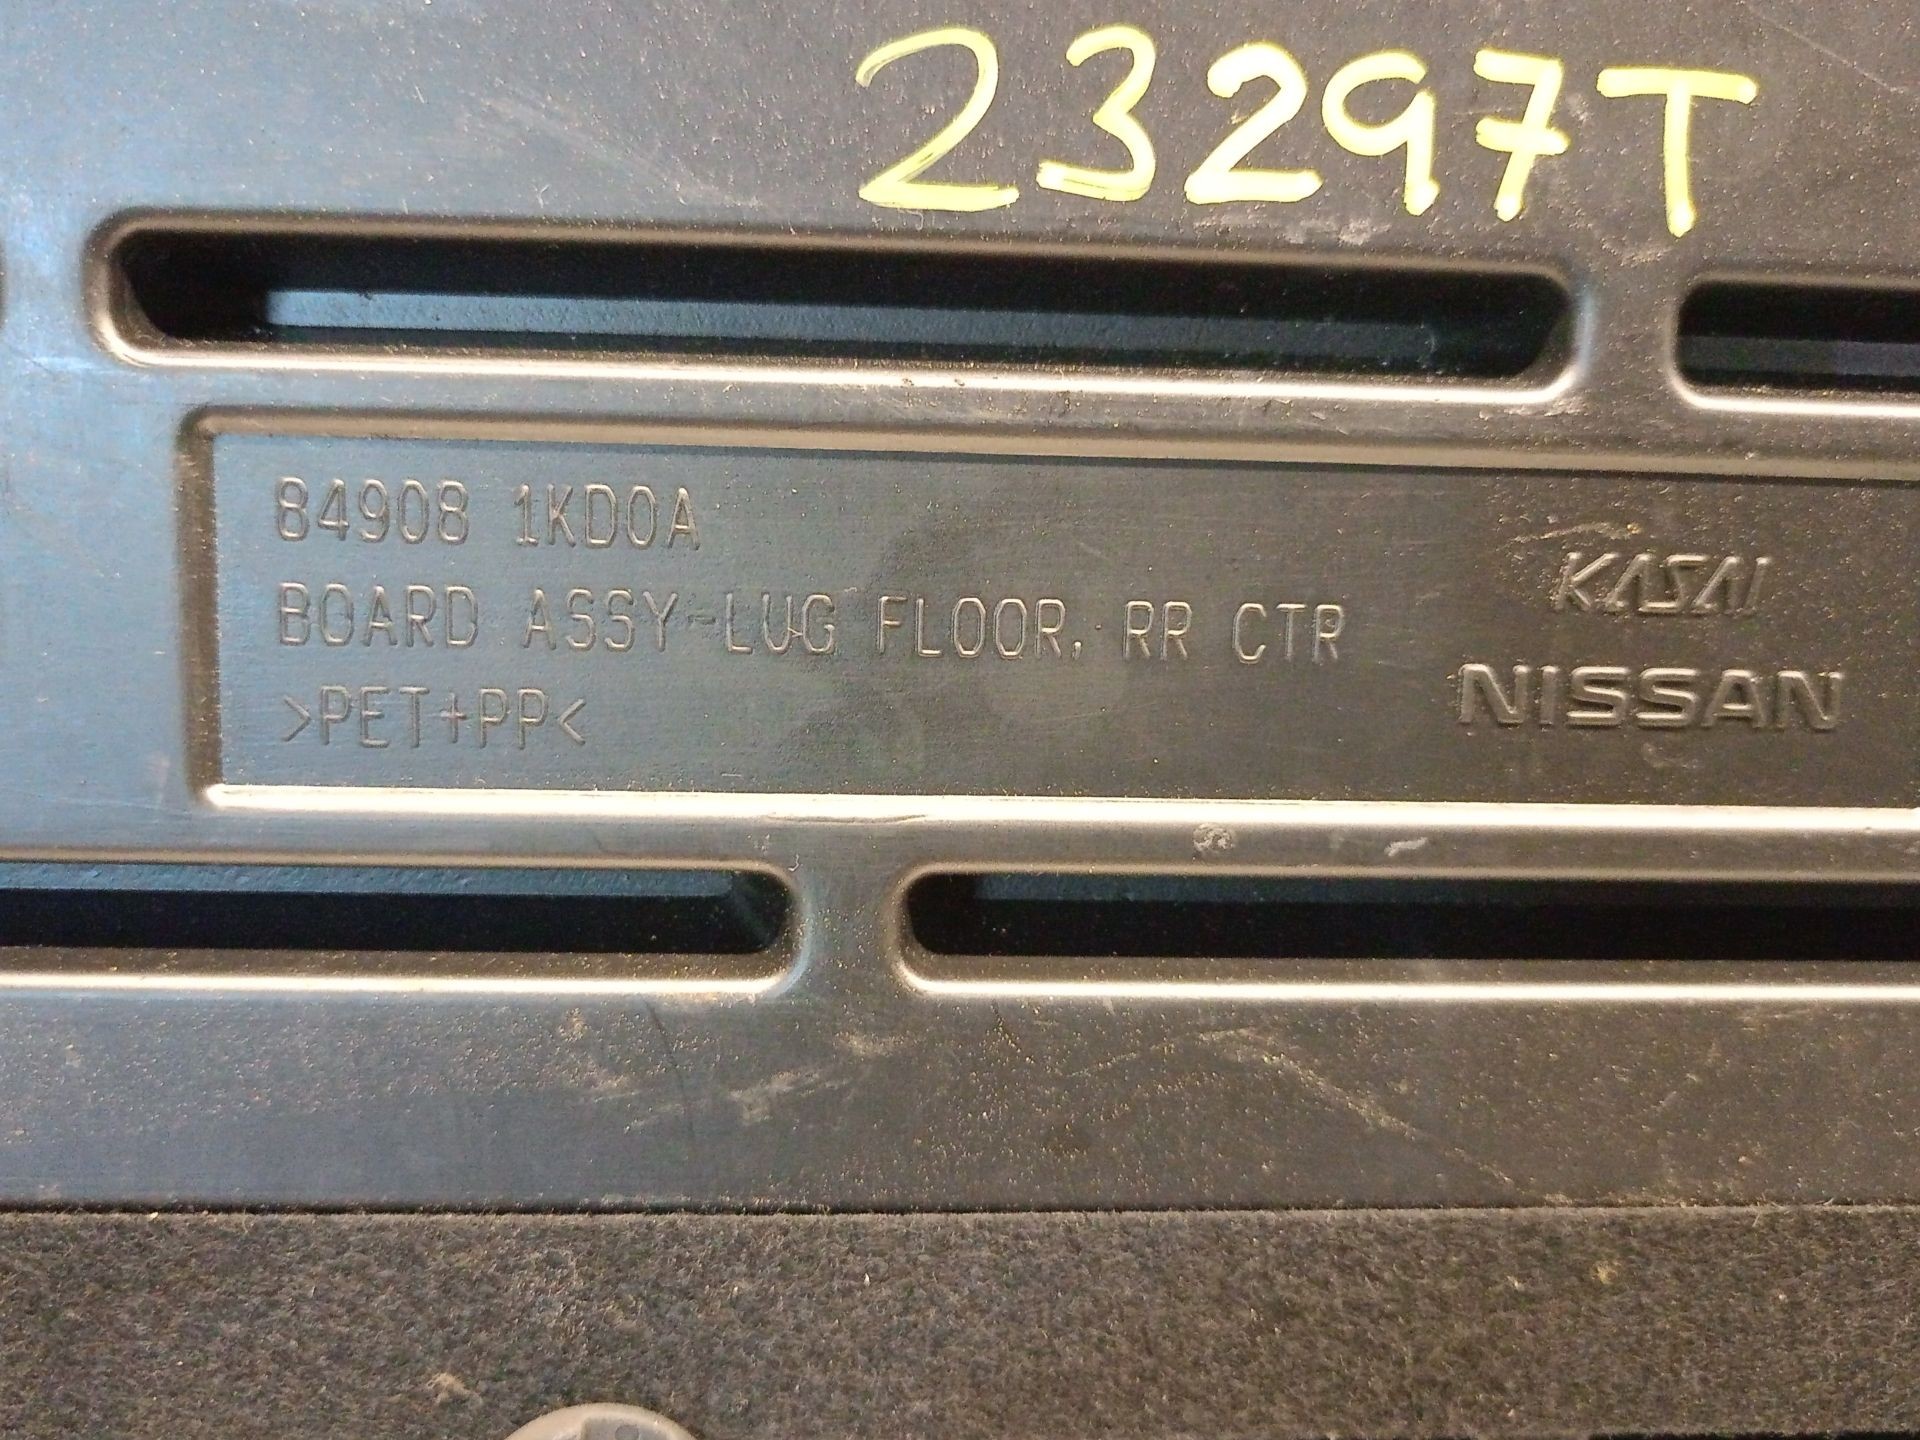 23297T
84908 1KD0A
BOARD ASSY-LUG FLOOR, RR CTR
>PET+PP<
KASAI
NISSAN